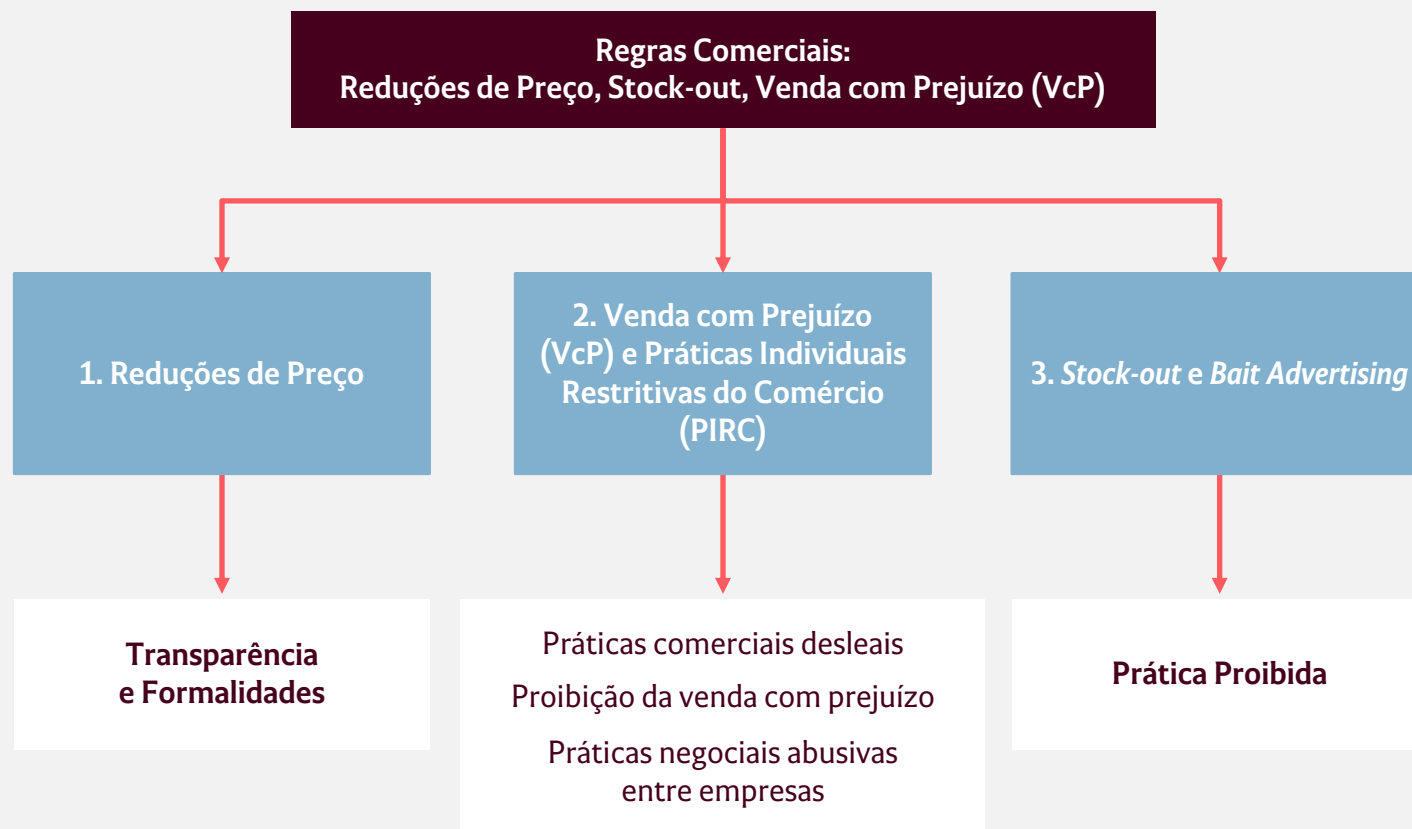 Regras Comerciais:
Reduções de Preço, Stock-out, Venda com Prejuízo (VcP)
1. Reduções de Preço
2. Venda com Prejuízo
(VcP) e Práticas Individuais
Restritivas do Comércio
(PIRC)
3. Stock-out e Bait Advertising
Transparência
e Formalidades
Práticas comerciais desleais
Proibição da venda com prejuízo
Práticas negociais abusivas
entre empresas
Prática Proibida